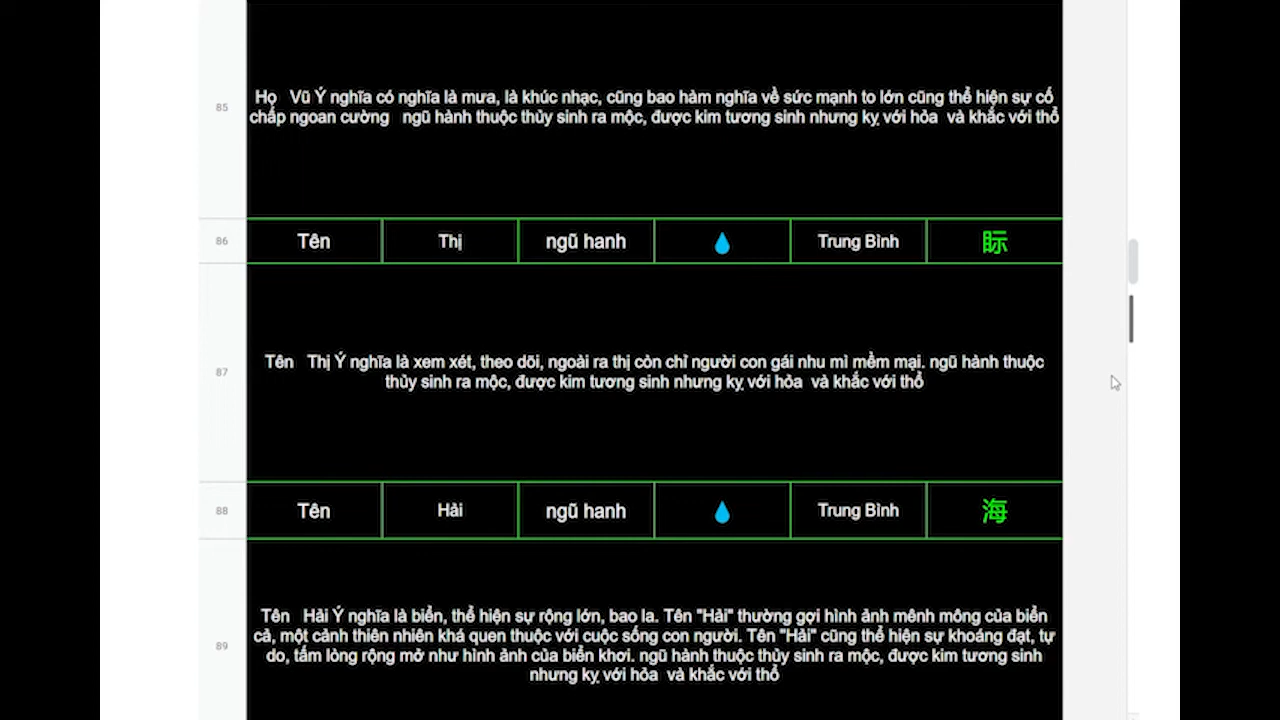 85
Họ Vũ Ý nghĩa có nghĩa là mưa, là khúc nhạc, cũng bao hàm nghĩa về sức mạnh to lớn cũng thể hiện sự cố
chấp ngoan cường ngũ hành thuộc thủy sinh ra mộc, được kim tương sinh nhưng kỵ với hỏa và khắc với thổ
86 Tên Thị ngũ hanh Trung Bình 眎
87
Tên Thị Ý nghĩa là xem xét, theo dõi, ngoài ra thị còn chỉ người con gái nhu mì mềm mại. ngũ hành thuộc
thủy sinh ra mộc, được kim tương sinh nhưng kỵ với hỏa và khắc với thổ
88 Tên Hải ngũ hanh Trung Bình 海
89
Tên Hải Ý nghĩa là biển, thể hiện sự rộng lớn, bao la. Tên "Hải" thường gợi hình ảnh mênh mông của biển
cả, một cảnh thiên nhiên khá quen thuộc với cuộc sống con người. Tên "Hải" cũng thể hiện sự khoáng đạt, tự
do, tấm lòng rộng mở như hình ảnh của biển khơi. ngũ hành thuộc thủy sinh ra mộc, được kim tương sinh
nhưng kỵ với hỏa và khắc với thổ